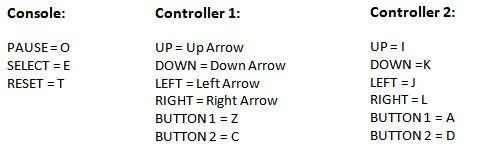 Console:
PAUSE = O
SELECT = E
RESET = T
Controller 1:
UP = Up Arrow
DOWN = Down Arrow
LEFT = Left Arrow
RIGHT = Right Arrow
BUTTON 1 = Z
BUTTON 2 = C
Controller 2:
UP = I
DOWN =K
LEFT = J
RIGHT = L
BUTTON 1 = A
BUTTON 2 = D